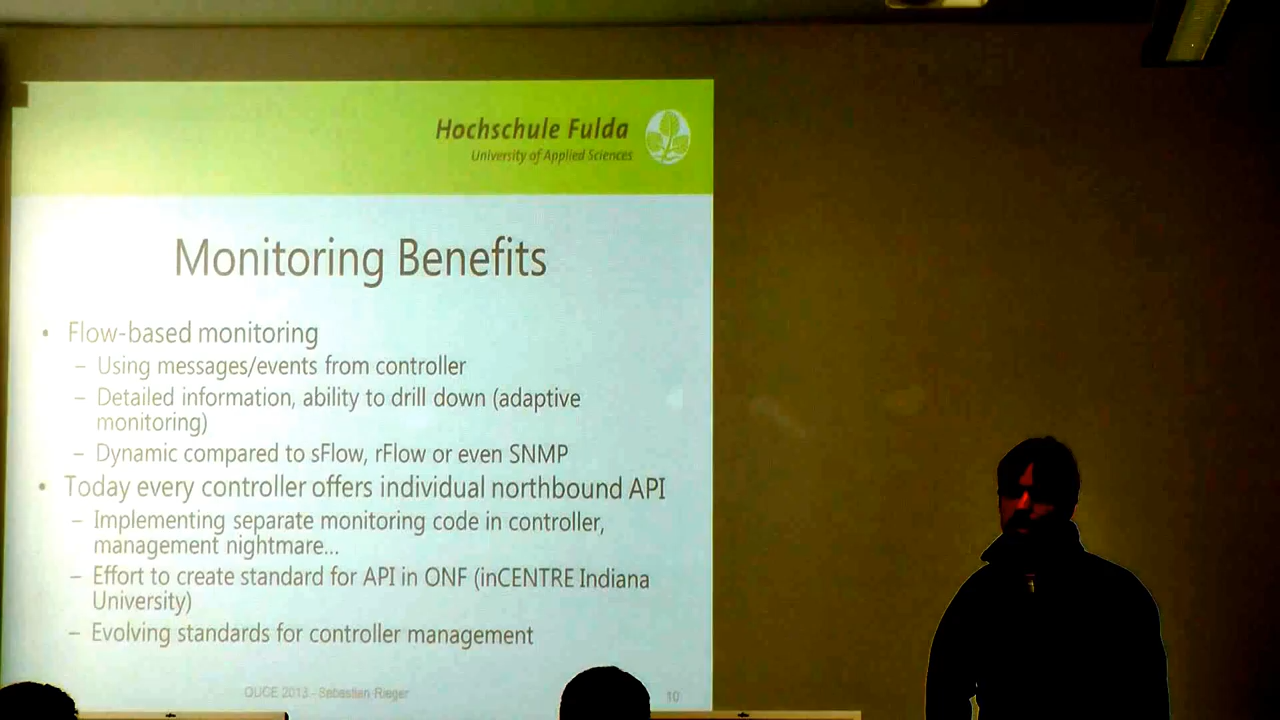 Hochschule Fulda
University of Applied Sciences
Monitoring Benefits
• Flow-based monitoring
– Using messages/events from controller
– Detailed information, ability to drill down (adaptive
monitoring)
– Dynamic compared to sFlow, rFlow or even SNMP
• Today every controller offers individual northbound API
– Implementing separate monitoring code in controller,
management nightmare...
– Effort to create standard for API in ONF (inCENTRE Indiana
University)
– Evolving standards for controller management
2013 - Sebastian Rieger
10